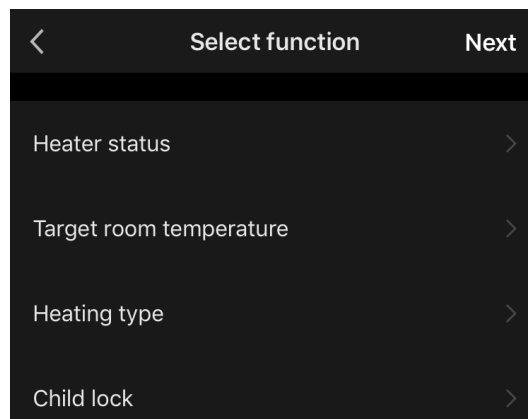 Select function
Next
Heater status
Target room temperature
Heating type
Child lock